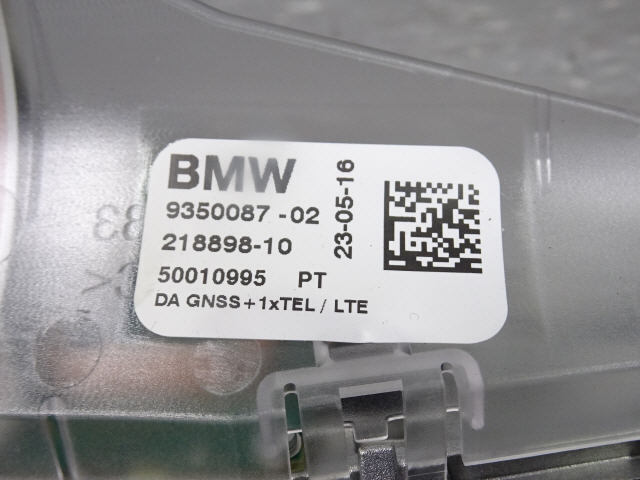 BMW
9350087-02
218898-10
50010995 PT
DA GNSS+1xTEL / LTE
23-05-16